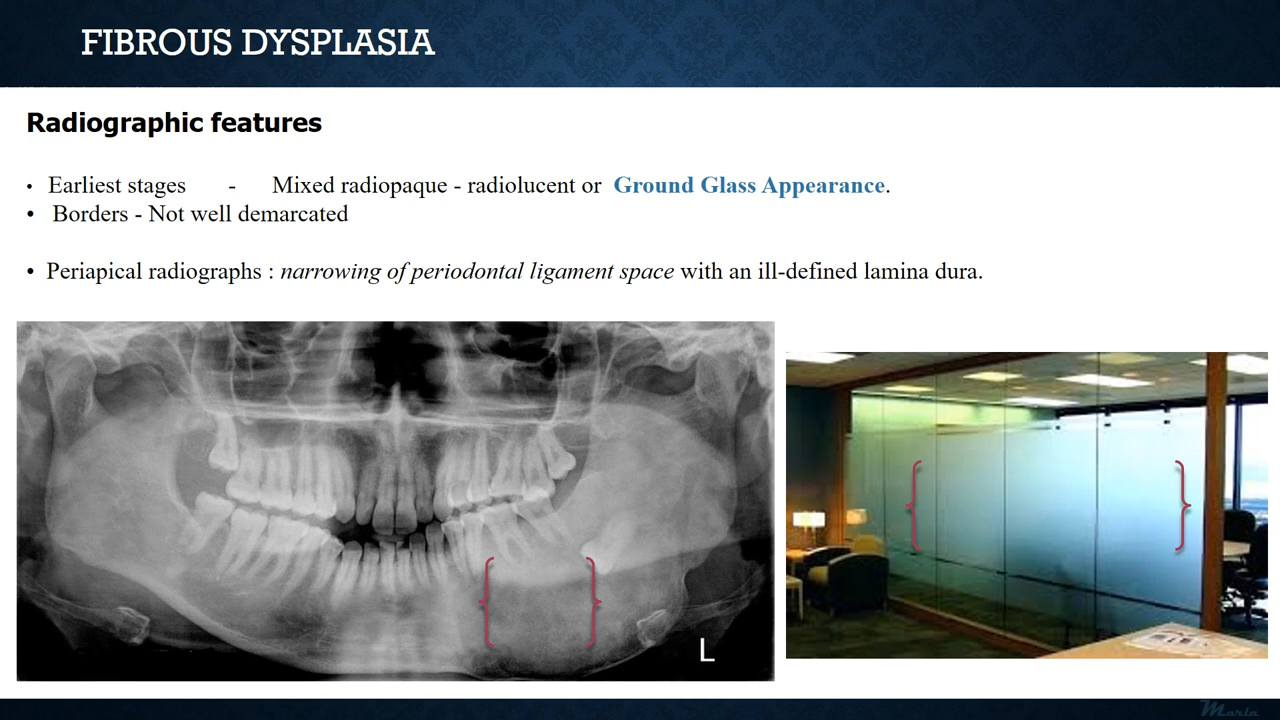 FIBROUS DYSPLASIA
Radiographic features
• Earliest stages - Mixed radiopaque - radiolucent or Ground Glass Appearance.
• Borders - Not well demarcated
• Periapical radiographs : narrowing of periodontal ligament space with an ill-defined lamina dura.
L
Maria